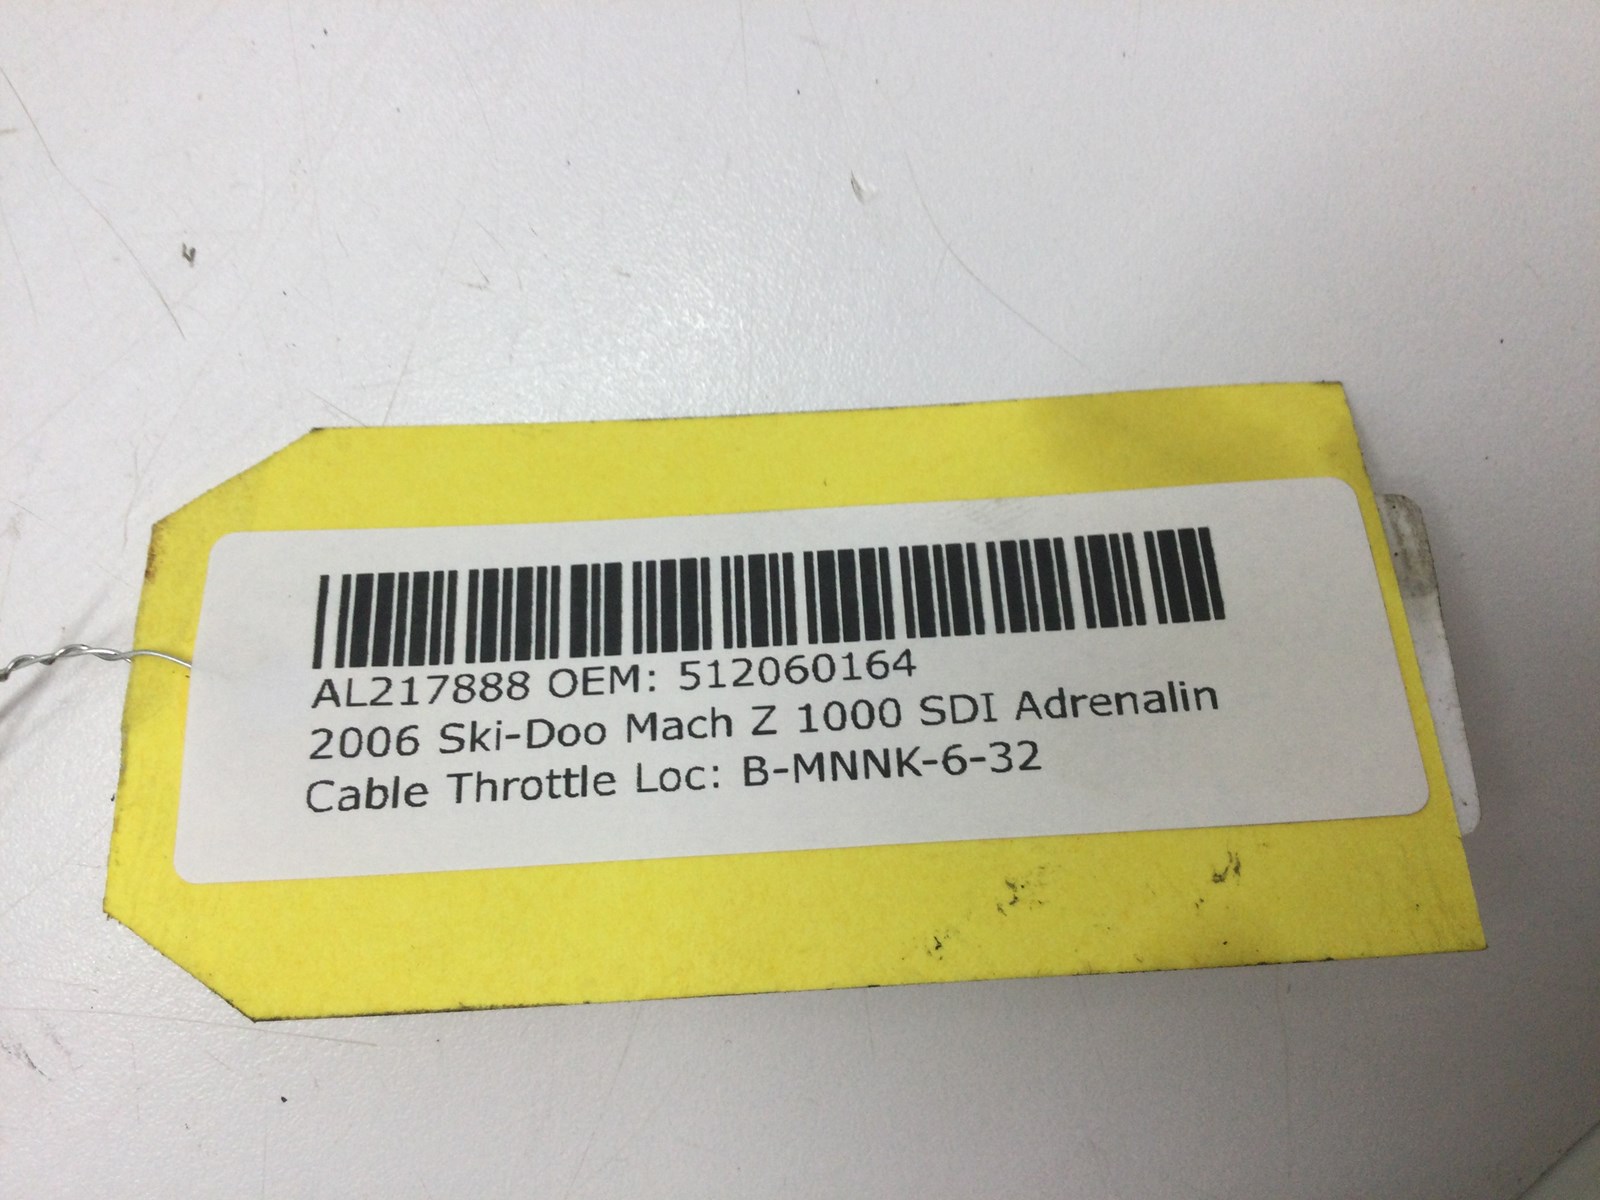 AL217888 OEM: 512060164
2006 Ski-Doo Mach Z 1000 SDI Adrenalin
Cable Throttle Loc: B-MNNK-6-32